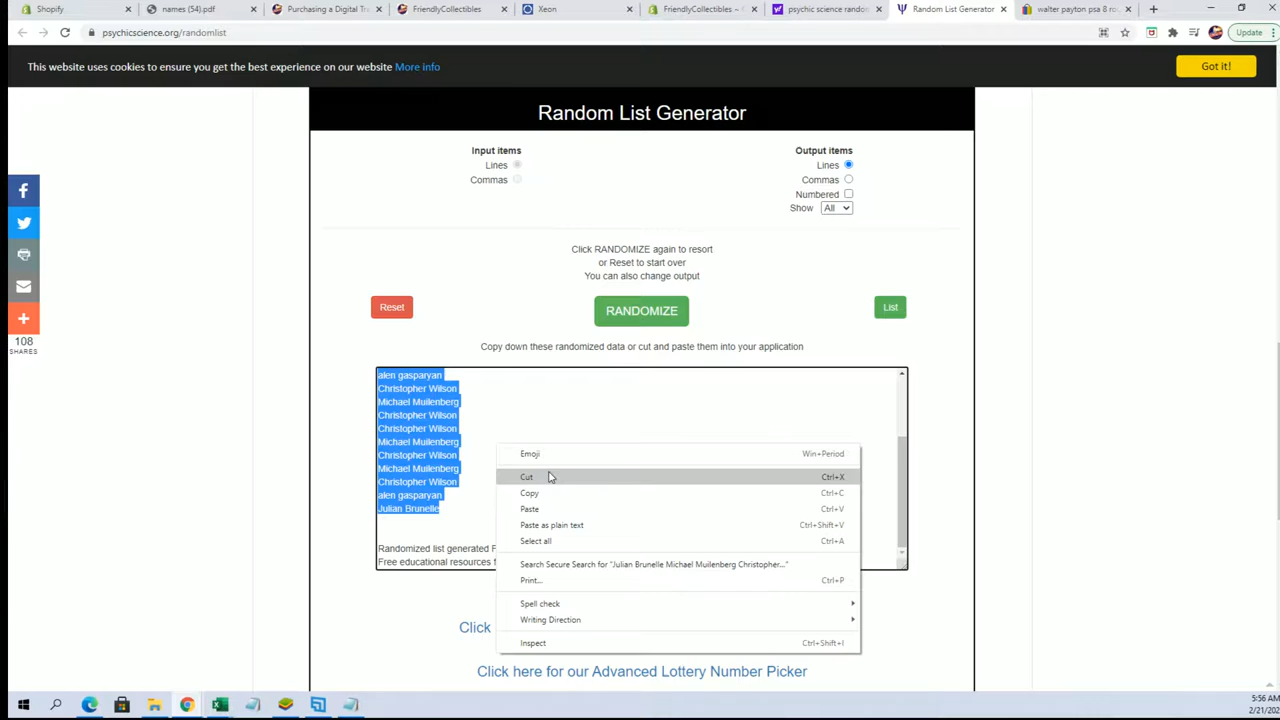 Shopify
names (54).pdf
Purchasing a Digital Tr
FriendlyCollectibles
Xeon
FriendlyCollectibles –
psychic science random
Random List Generator
walter payton psa 8 ro
psychicscience.org/randomlist
Update
This website uses cookies to ensure you get the best experience on our website More info
Got it!
Random List Generator
Input items
Lines
Commas
Output items
Lines
Commas
Numbered
Show All
Click RANDOMIZE again to resort
or Reset to start over
You can also change output
Reset
RANDOMIZE
List
108
SHARES
Copy down these randomized data or cut and paste them into your application
alen gasparyan
Christopher Wilson
Michael Muilenberg
Christopher Wilson
Christopher Wilson
Michael Muilenberg
Christopher Wilson
Michael Muilenberg
Christopher Wilson
alen gasparyan
Julian Brunelle
Randomized list generated F
Free educational resources f
Emoji Win+Period
Cut Ctrl+X
Copy Ctrl+C
Paste Ctrl+V
Paste as plain text Ctrl+Shift+V
Select all Ctrl+A
Search Secure Search for “Julian Brunelle Michael Muilenberg Christopher...”
Print... Ctrl+P
Spell check
Writing Direction
Inspect Ctrl+Shift+I
Click
Click here for our Advanced Lottery Number Picker
5:56 AM
2/21/202